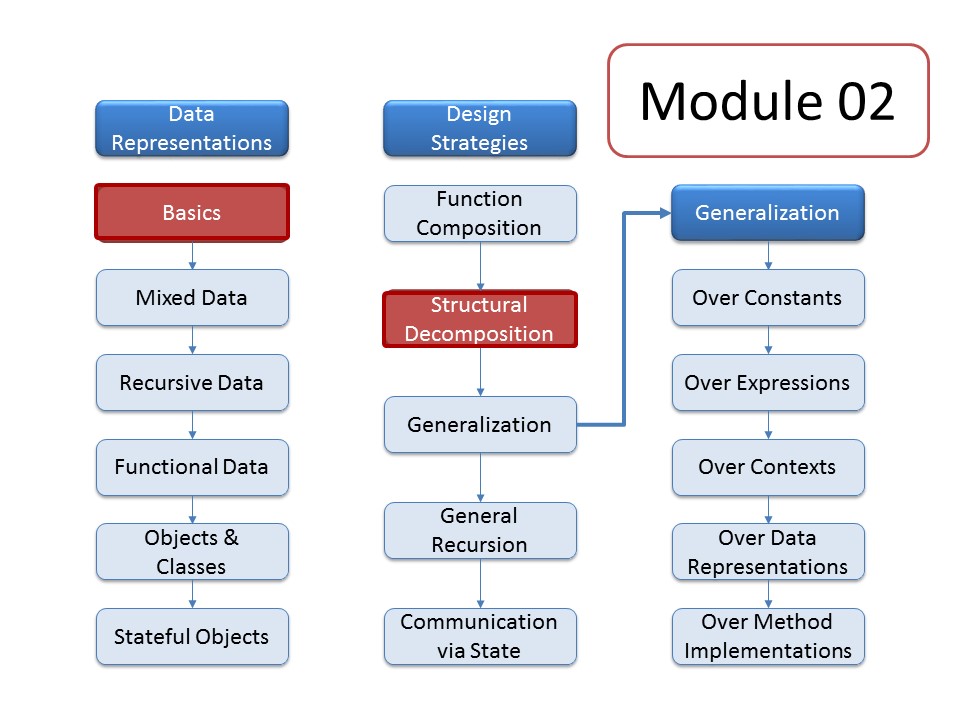 Module 02
Data
Representations
Basics
Mixed Data
Recursive Data
Functional Data
Objects &
Classes
Stateful Objects
Design
Strategies
Function
Composition
Structural
Decomposition
Generalization
General
Recursion
Communication
via State
Generalization
Over Constants
Over Expressions
Over Contexts
Over Data
Representations
Over Method
Implementations